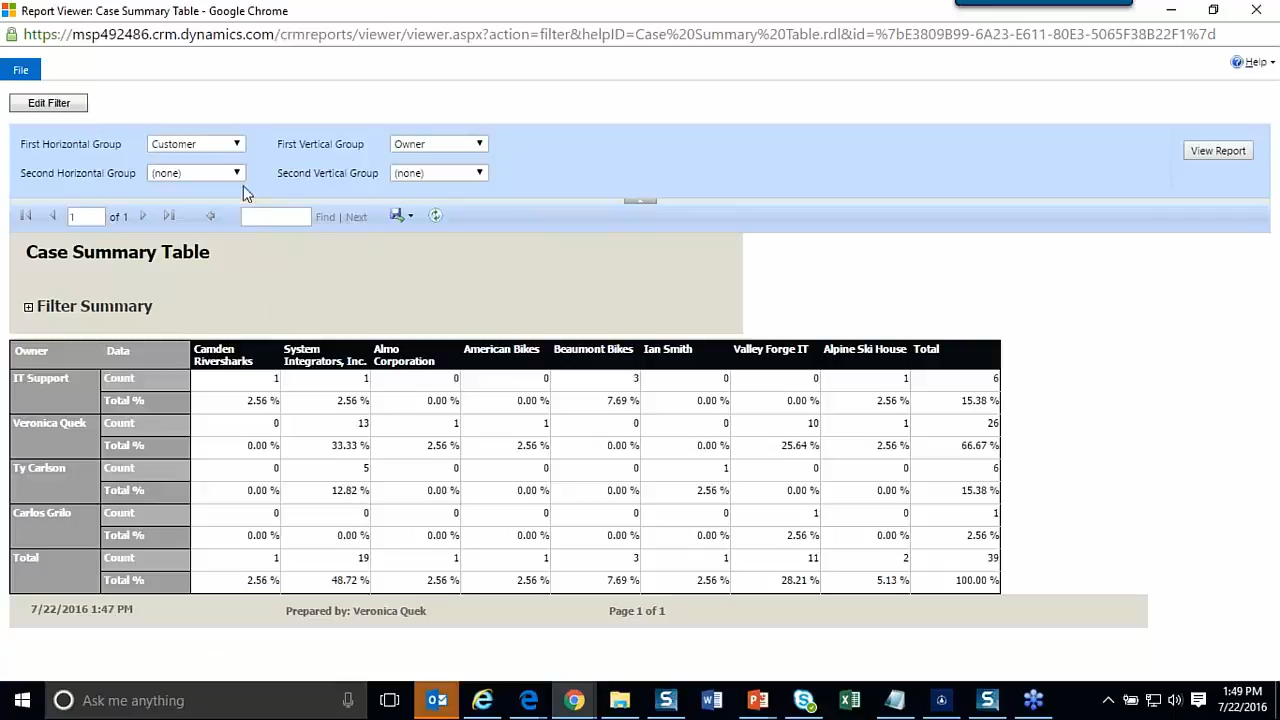 Report Viewer: Case Summary Table - Google Chrome
https://msp492486.crm.dynamics.com/crmreports/viewer/viewer.aspx?action=filter&helpID=Case%20Summary%20Table.rdl&id=%7bE3809B99-6A23-E611-80E3-5065F38B22F1%7d
File
Help
Edit Filter
First Horizontal Group Customer First Vertical Group Owner
View Report
Second Horizontal Group (none) Second Vertical Group (none)
1 of 1 Find | Next
Case Summary Table
Filter Summary
Owner Data Camden Riversharks System Integrators, Inc. Almo Corporation American Bikes Beaumont Bikes Ian Smith Valley Forge IT Alpine Ski House Total
IT Support Count 1 1 0 0 3 0 0 1 6
Total % 2.56 % 2.56 % 0.00 % 0.00 % 7.69 % 0.00 % 0.00 % 2.56 % 15.38 %
Veronica Quek Count 0 13 1 1 0 0 10 1 26
Total % 0.00 % 33.33 % 2.56 % 2.56 % 0.00 % 0.00 % 25.64 % 2.56 % 66.67 %
Ty Carlson Count 0 5 0 0 0 1 0 0 6
Total % 0.00 % 12.82 % 0.00 % 0.00 % 0.00 % 2.56 % 0.00 % 0.00 % 15.38 %
Carlos Grilo Count 0 0 0 0 0 0 1 0 1
Total % 0.00 % 0.00 % 0.00 % 0.00 % 0.00 % 0.00 % 2.56 % 0.00 % 2.56 %
Total Count 1 19 1 1 3 1 11 2 39
Total % 2.56 % 48.72 % 2.56 % 2.56 % 7.69 % 2.56 % 28.21 % 5.13 % 100.00 %
7/22/2016 1:47 PM Prepared by: Veronica Quek Page 1 of 1
Ask me anything
1:49 PM
7/22/2016